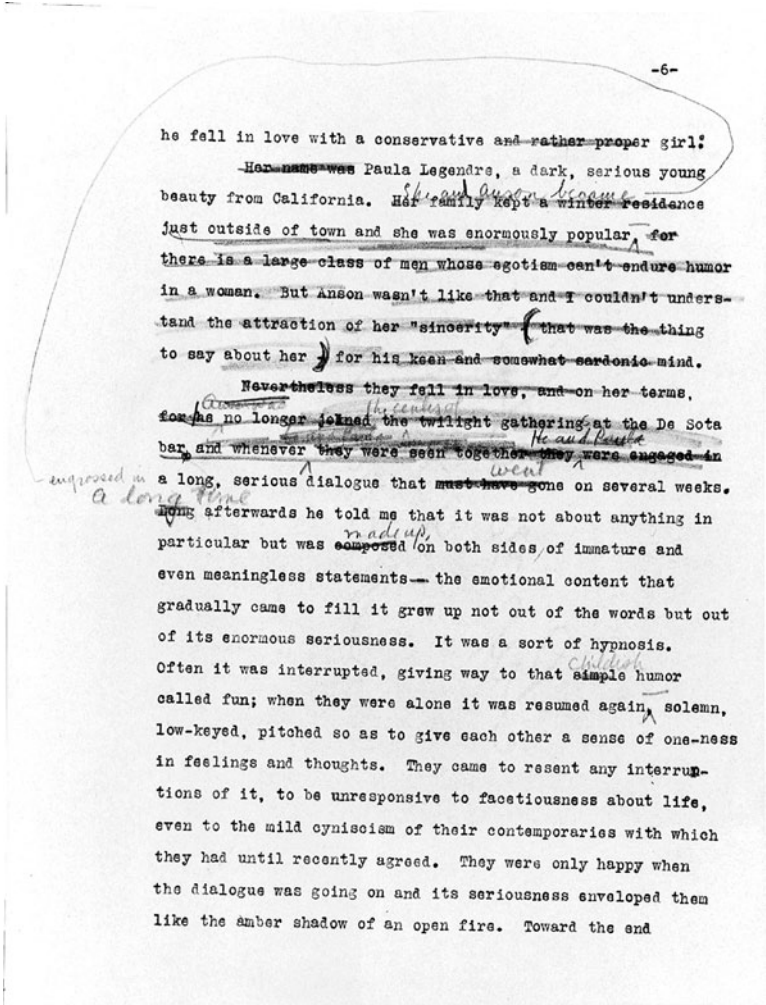 -6-
he fell in love with a conservative and rather proper girl:
Her name was Paula Legendre, a dark, serious young
She and Anson became
beauty from California. Her family kept a winter residence
just outside of town and she was enormously popular, for
there is a large class of men whose egotism can't endure humor
in a woman. But Anson wasn't like that and I couldn't unders-
tand the attraction of her "sincerity" ( that was the thing
to say about her ) for his keen and somewhat sardonic mind.
Nevertheless they fell in love, and on her terms,
Anson was the center of
for he no longer joined the twilight gathering at the De Sota
He and Paula
bar, and whenever they were seen together they were engaged in
went
engrossed in a long, serious dialogue that must have gone on several weeks.
A long time
Long afterwards he told me that it was not about anything in
made up,
particular but was composed on both sides, of immature and
even meaningless statements— the emotional content that
gradually came to fill it grew up not out of the words but out
of its enormous seriousness. It was a sort of hypnosis.
childish
Often it was interrupted, giving way to that simple humor
called fun; when they were alone it was resumed again, solemn,
low-keyed, pitched so as to give each other a sense of one-ness
in feelings and thoughts. They came to resent any interrup-
tions of it, to be unresponsive to facetiousness about life,
even to the mild cyniscism of their contemporaries with which
they had until recently agreed. They were only happy when
the dialogue was going on and its seriousness enveloped them
like the amber shadow of an open fire. Toward the end